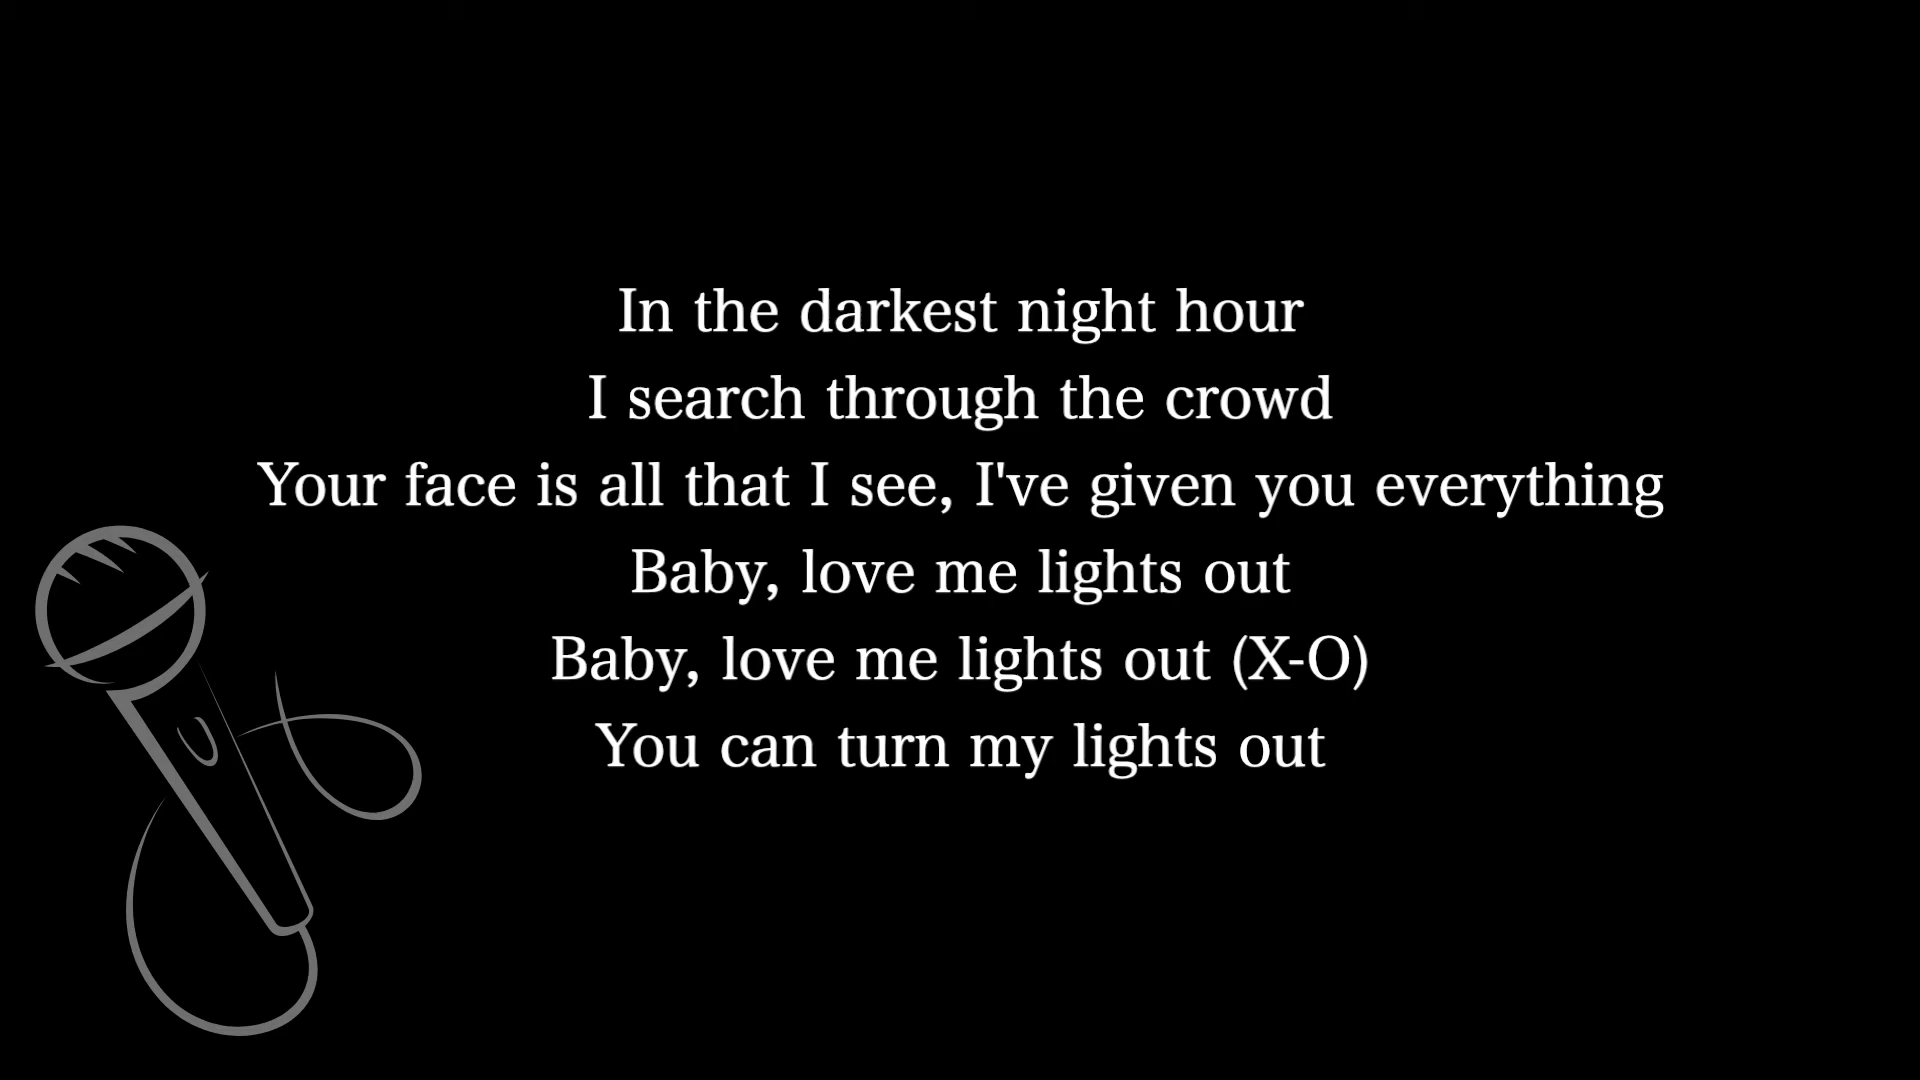 In the darkest night hour
I search through the crowd
Your face is all that I see, I've given you everything
Baby, love me lights out
Baby, love me lights out (X-O)
You can turn my lights out